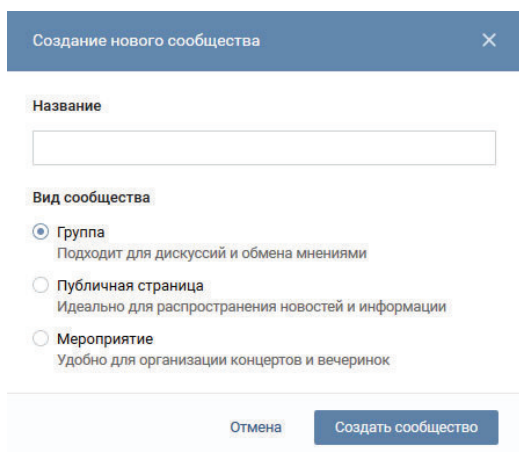 Создание нового сообщества
Название
Вид сообщества
Группа
Подходит для дискуссий и обмена мнениями
Публичная страница
Идеально для распространения новостей и информации
Мероприятие
Удобно для организации концертов и вечеринок
Отмена Создать сообщество